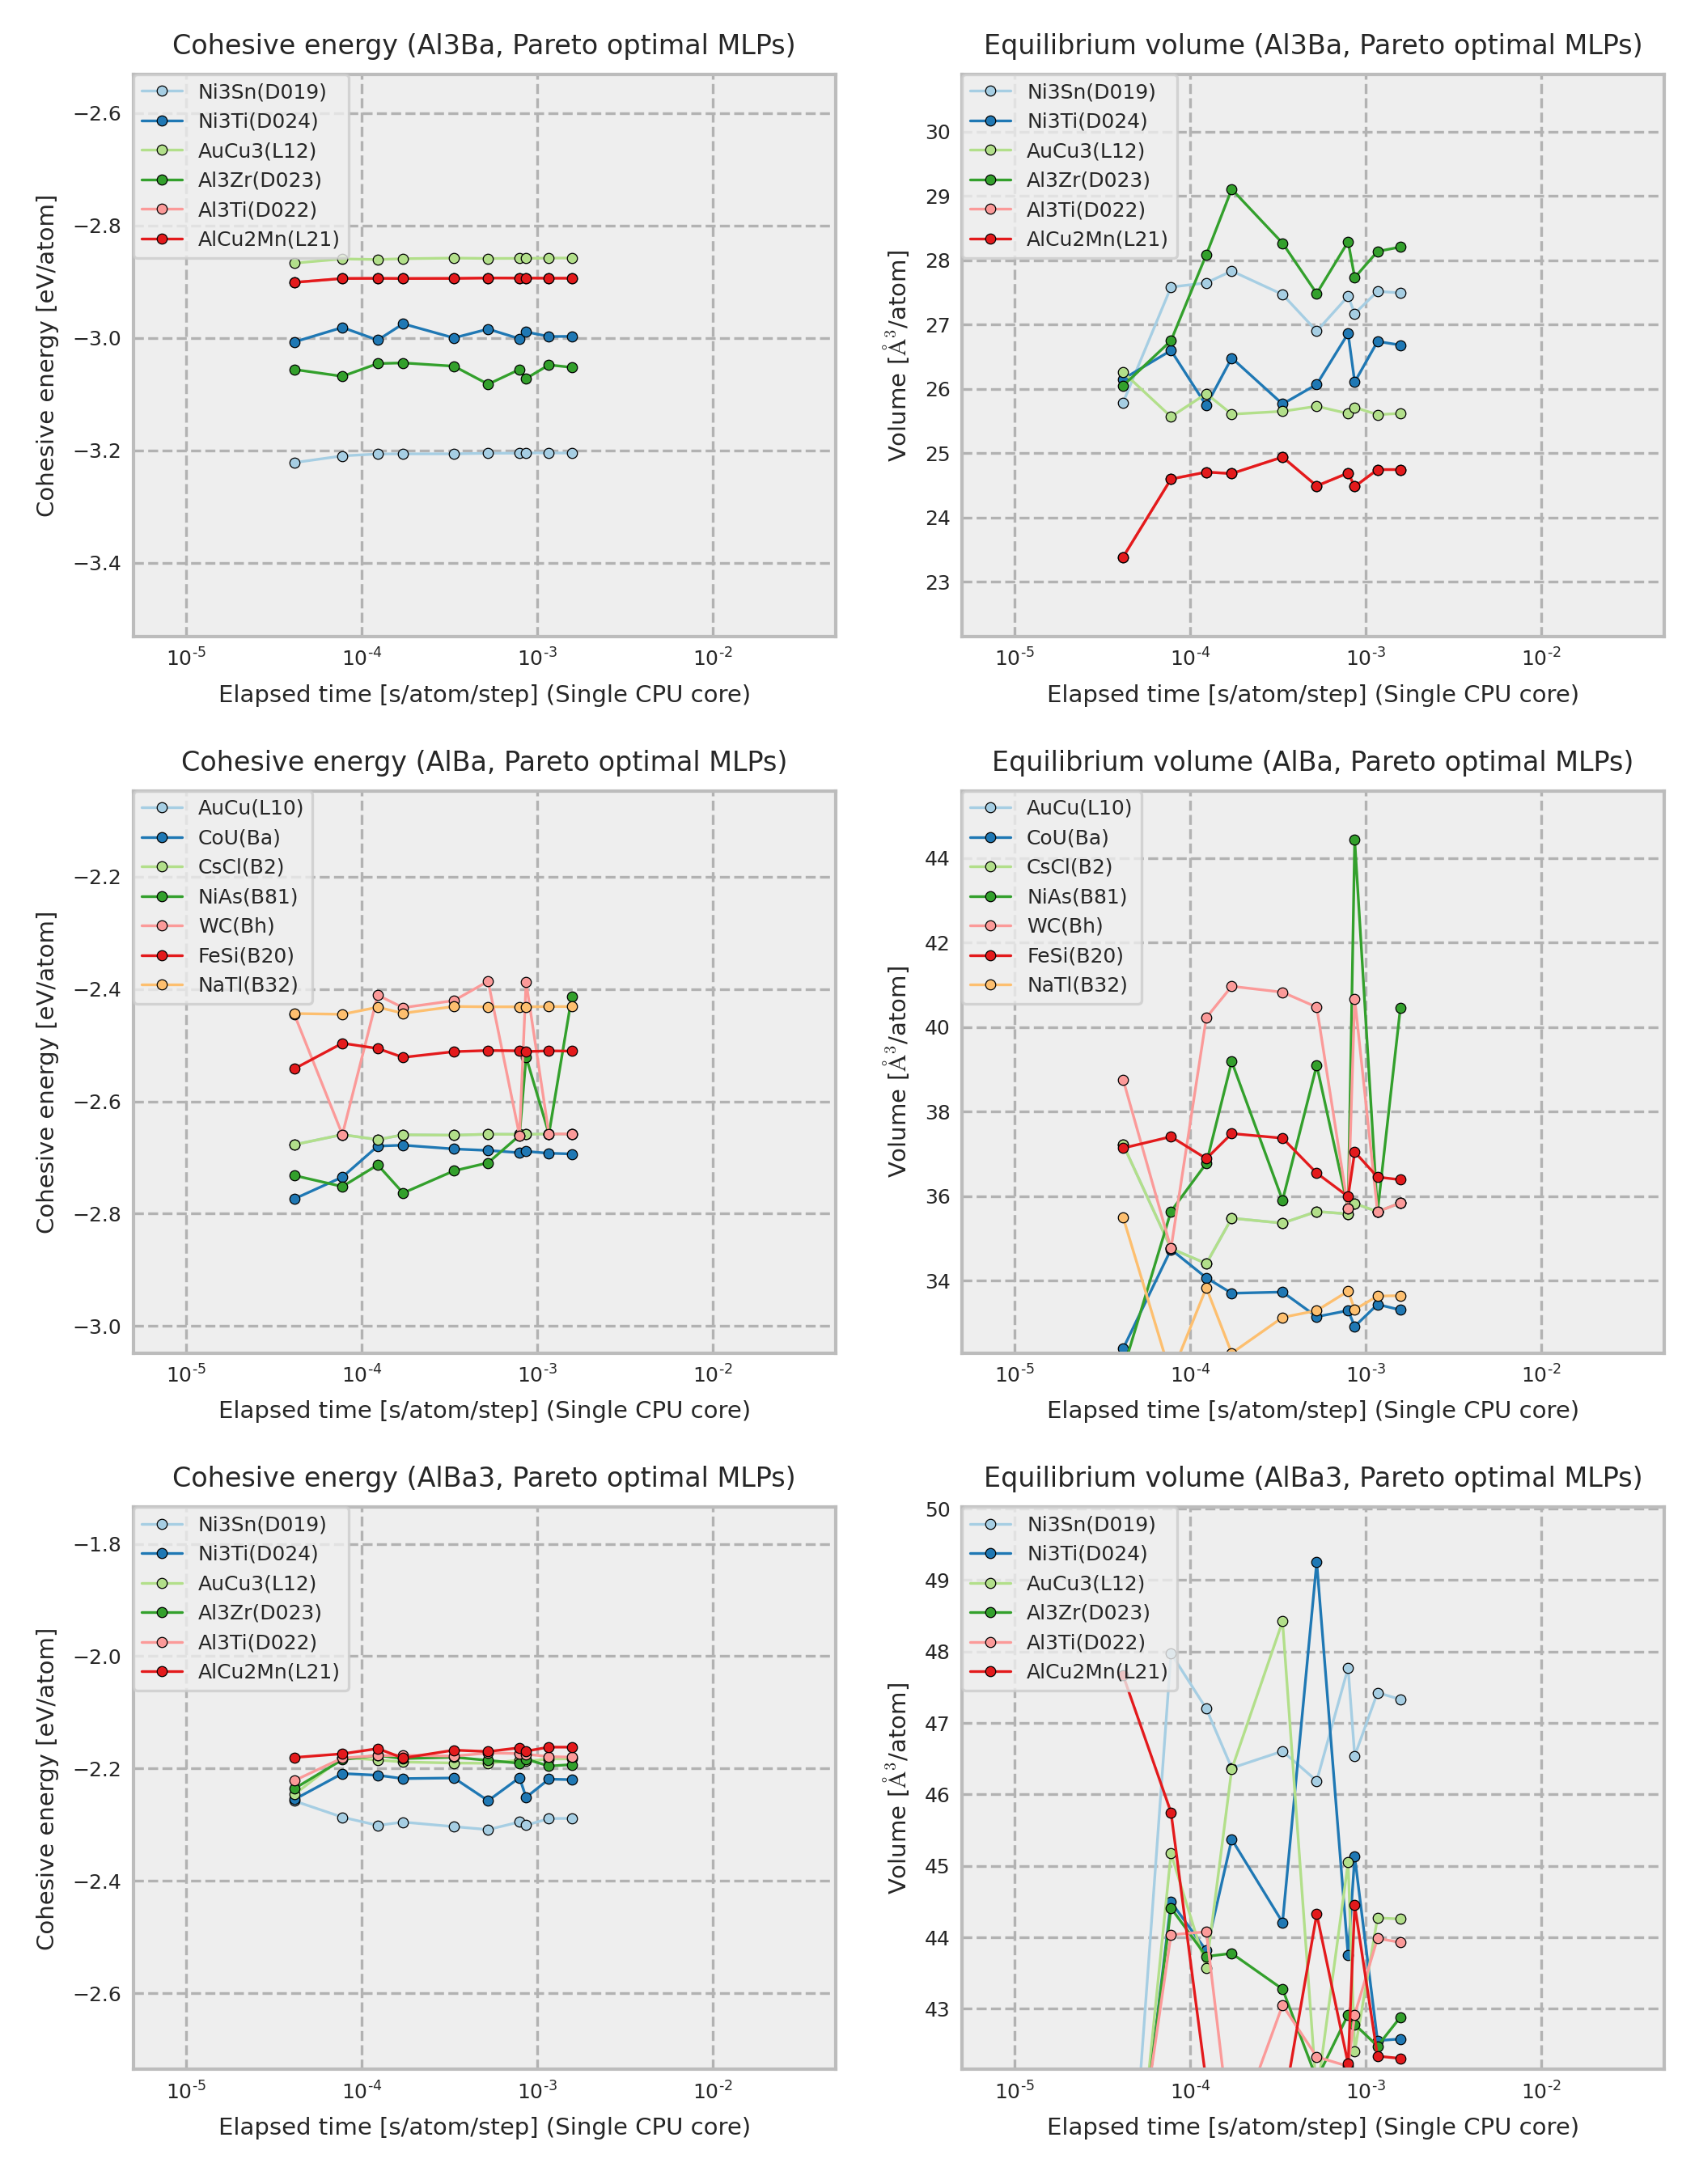 Cohesive energy (Al3Ba, Pareto optimal MLPs)
Cohesive energy [eV/atom]
−2.6
−2.8
−3.0
−3.2
−3.4
Ni3Sn(D019)
Ni3Ti(D024)
AuCu3(L12)
Al3Zr(D023)
Al3Ti(D022)
AlCu2Mn(L21)
10-5 10-4 10-3 10-2
Elapsed time [s/atom/step] (Single CPU core)
Equilibrium volume (Al3Ba, Pareto optimal MLPs)
Volume [Å3/atom]
30
29
28
27
26
25
24
23
Ni3Sn(D019)
Ni3Ti(D024)
AuCu3(L12)
Al3Zr(D023)
Al3Ti(D022)
AlCu2Mn(L21)
10-5 10-4 10-3 10-2
Elapsed time [s/atom/step] (Single CPU core)
Cohesive energy (AlBa, Pareto optimal MLPs)
Cohesive energy [eV/atom]
−2.2
−2.4
−2.6
−2.8
−3.0
AuCu(L10)
CoU(Ba)
CsCl(B2)
NiAs(B81)
WC(Bh)
FeSi(B20)
NaTl(B32)
10-5 10-4 10-3 10-2
Elapsed time [s/atom/step] (Single CPU core)
Equilibrium volume (AlBa, Pareto optimal MLPs)
Volume [Å3/atom]
44
42
40
38
36
34
AuCu(L10)
CoU(Ba)
CsCl(B2)
NiAs(B81)
WC(Bh)
FeSi(B20)
NaTl(B32)
10-5 10-4 10-3 10-2
Elapsed time [s/atom/step] (Single CPU core)
Cohesive energy (AlBa3, Pareto optimal MLPs)
Cohesive energy [eV/atom]
−1.8
−2.0
−2.2
−2.4
−2.6
Ni3Sn(D019)
Ni3Ti(D024)
AuCu3(L12)
Al3Zr(D023)
Al3Ti(D022)
AlCu2Mn(L21)
10-5 10-4 10-3 10-2
Elapsed time [s/atom/step] (Single CPU core)
Equilibrium volume (AlBa3, Pareto optimal MLPs)
Volume [Å3/atom]
50
49
48
47
46
45
44
43
Ni3Sn(D019)
Ni3Ti(D024)
AuCu3(L12)
Al3Zr(D023)
Al3Ti(D022)
AlCu2Mn(L21)
10-5 10-4 10-3 10-2
Elapsed time [s/atom/step] (Single CPU core)